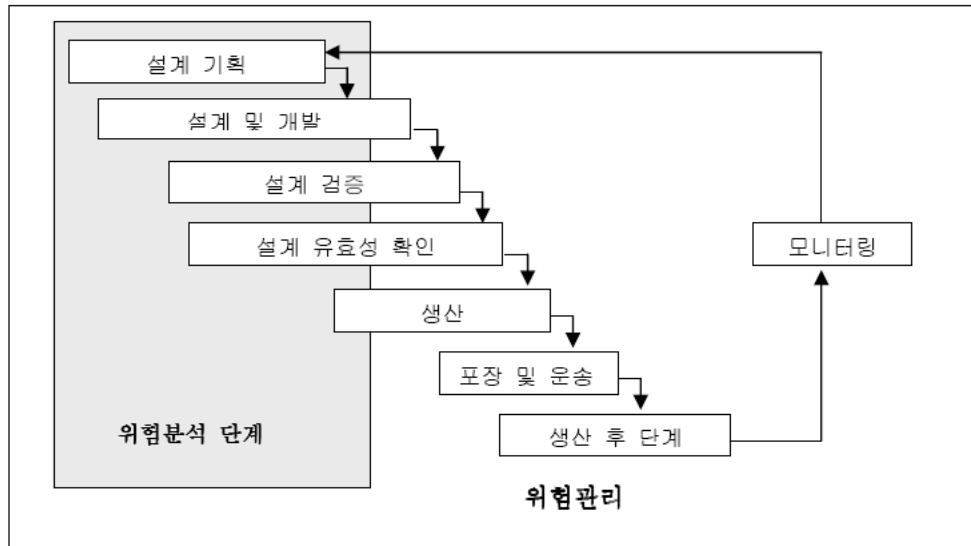 설계 기획
설계 및 개발
설계 검증
설계 유효성 확인
모니터링
생산
포장 및 운송
위험분석 단계
생산 후 단계
위험관리